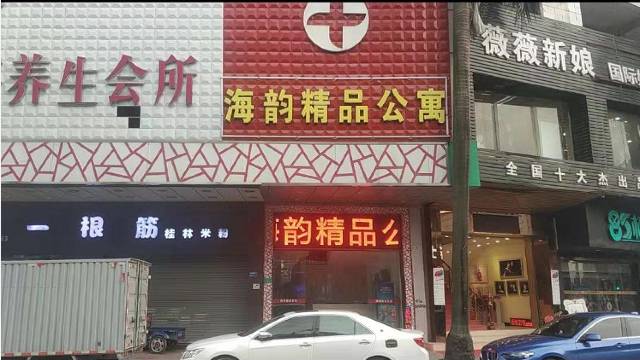 养生会所
海韵精品公寓
薇薇新娘 国际
全国十大杰出
一根筋 桂林米粉
韵精品公
85